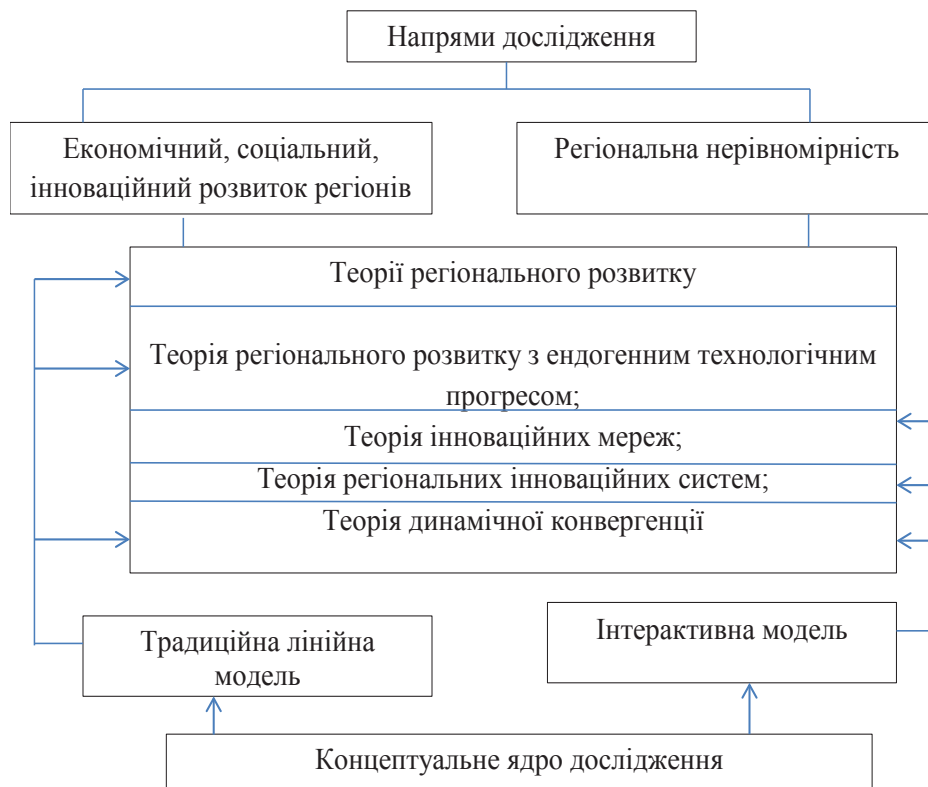 Напрями дослідження
Економічний, соціальний,
інноваційний розвиток регіонів
Регіональна нерівномірність
Теорії регіонального розвитку
Теорія регіонального розвитку з ендогенним технологічним
прогресом;
Теорія інноваційних мереж;
Теорія регіональних інноваційних систем;
Теорія динамічної конвергенції
Традиційна лінійна
модель
Інтерактивна модель
Концептуальне ядро дослідження